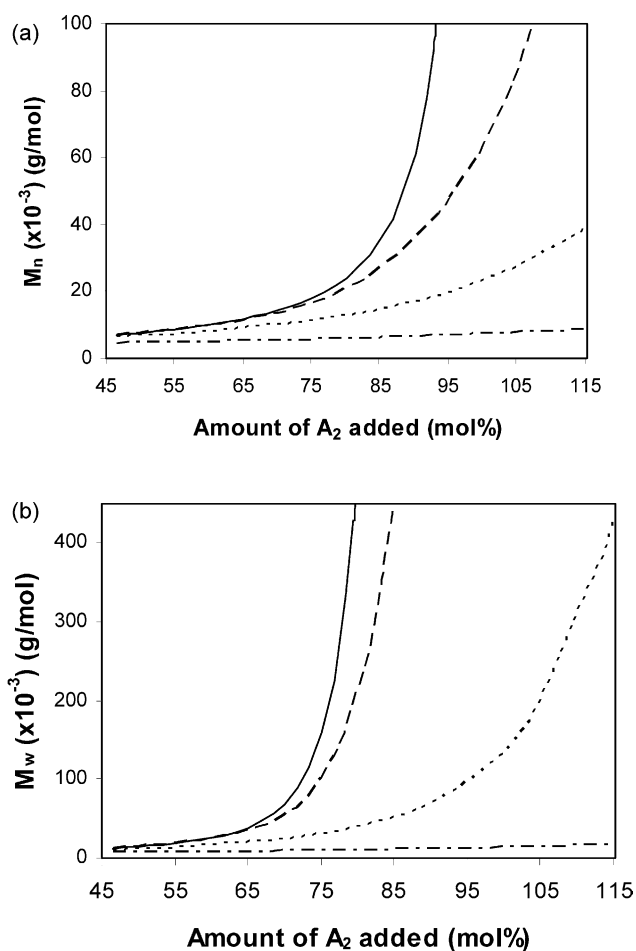 (a)
100
80
60
40
20
0
Mn (x10-3) (g/mol)
45 55 65 75 85 95 105 115
Amount of A2 added (mol%)
(b)
400
300
200
100
0
Mw (x10-3) (g/mol)
45 55 65 75 85 95 105 115
Amount of A2 added (mol%)